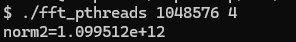 $ ./fft_pthreads 1048576 4
norm2=1.099512e+12